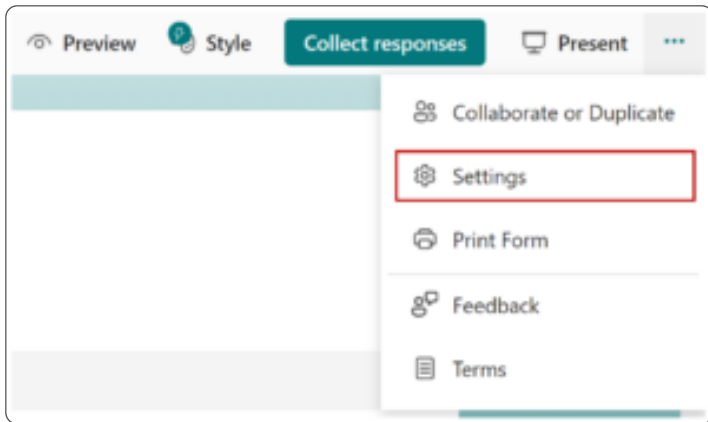 Preview Style Collect responses Present ...
Collaborate or Duplicate
Settings
Print Form
Feedback
Terms